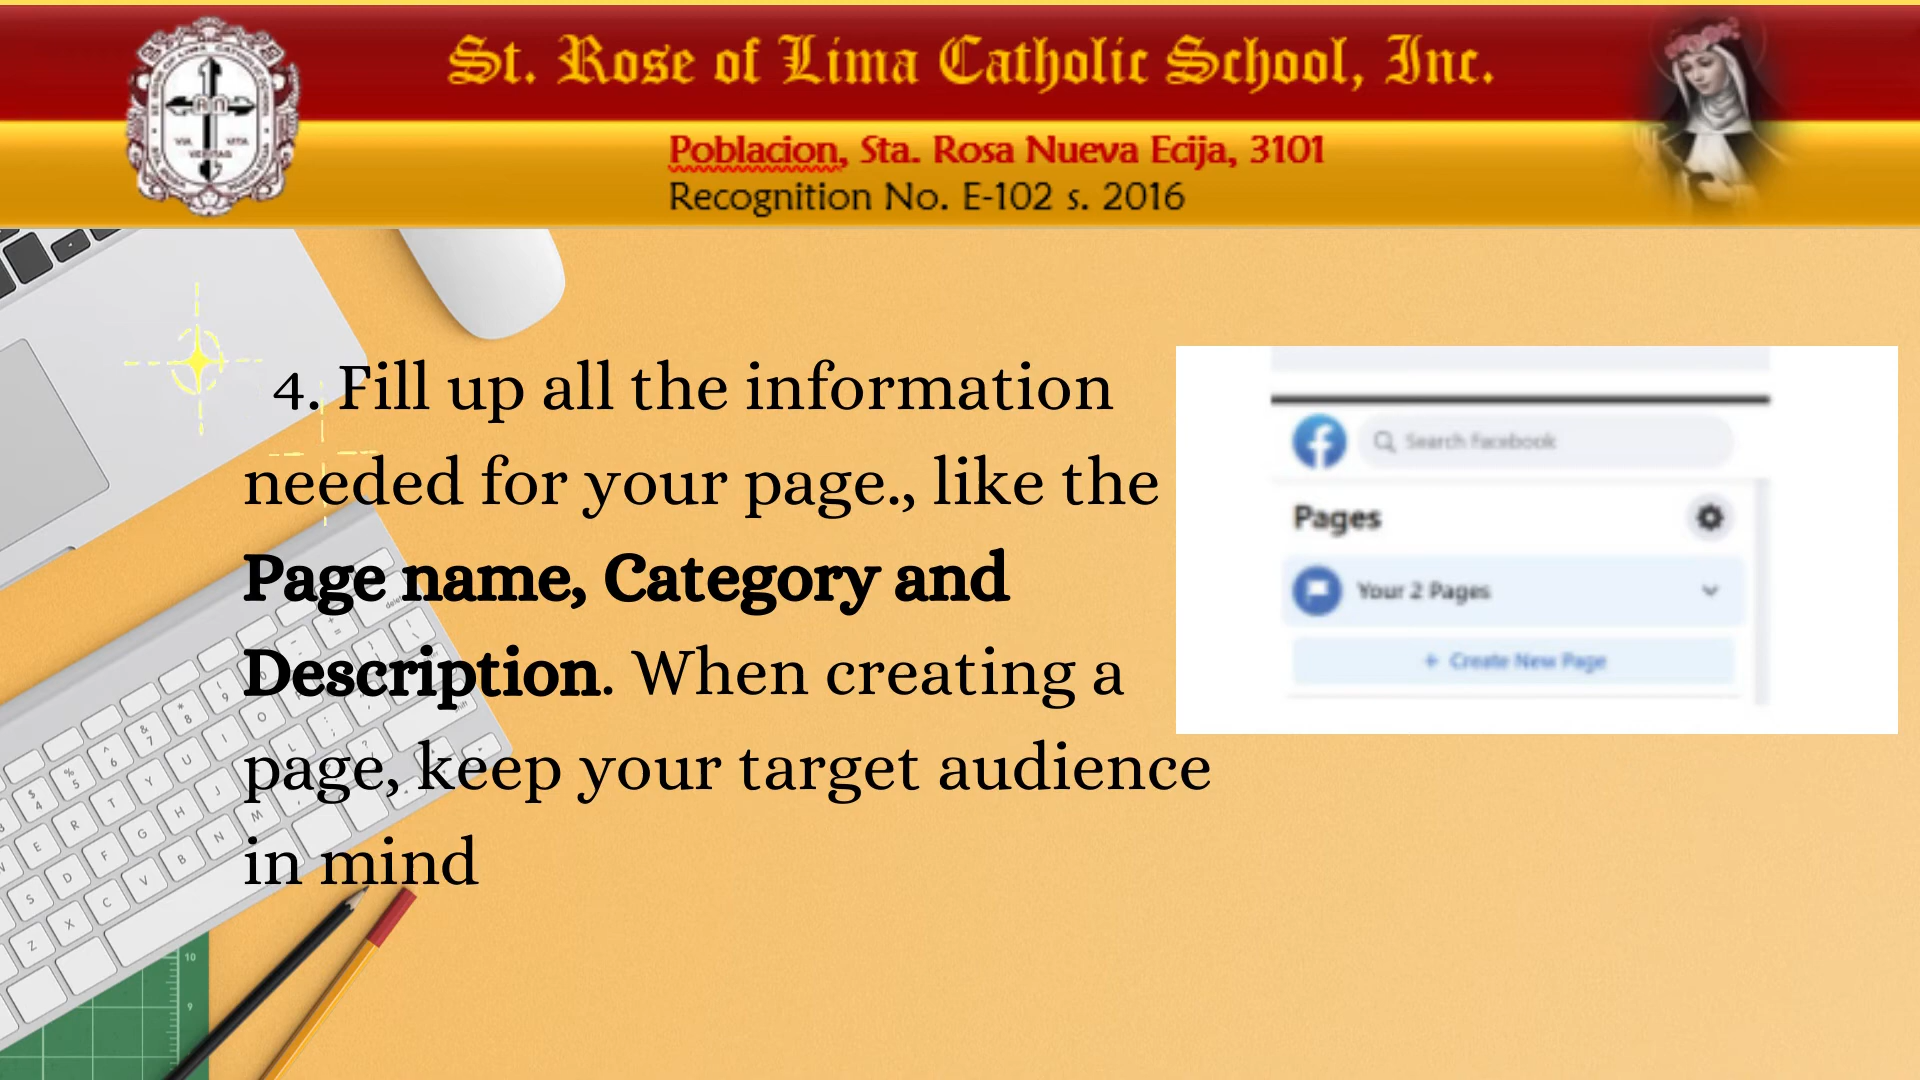 St. Rose of Lima Catholic School, Inc.
Poblacion, Sta. Rosa Nueva Ecija, 3101
Recognition No. E-102 s. 2016
4. Fill up all the information
needed for your page., like the
Page name, Category and
Description. When creating a
page, keep your target audience
in mind
Search Facebook
Pages
Your 2 Pages
+ Create New Page